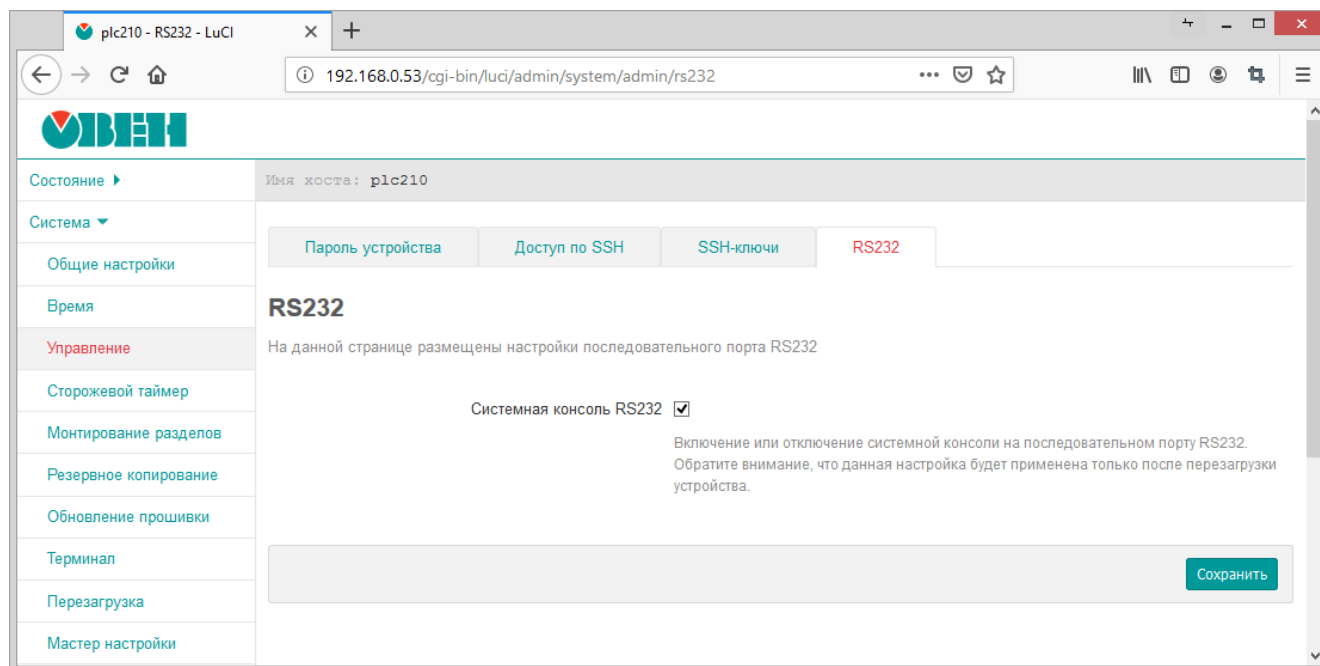 plc210 - RS232 - LuCI
192.168.0.53/cgi-bin/luci/admin/system/admin/rs232
ОВЕН
Состояние
Имя хоста: plc210
Система
Пароль устройства Доступ по SSH SSH-ключи RS232
Общие настройки
Время
RS232
Управление
На данной странице размещены настройки последовательного порта RS232
Сторожевой таймер
Системная консоль RS232
Монтирование разделов
Включение или отключение системной консоли на последовательном порту RS232.
Обратите внимание, что данная настройка будет применена только после перезагрузки
устройства.
Резервное копирование
Обновление прошивки
Терминал
Сохранить
Перезагрузка
Мастер настройки